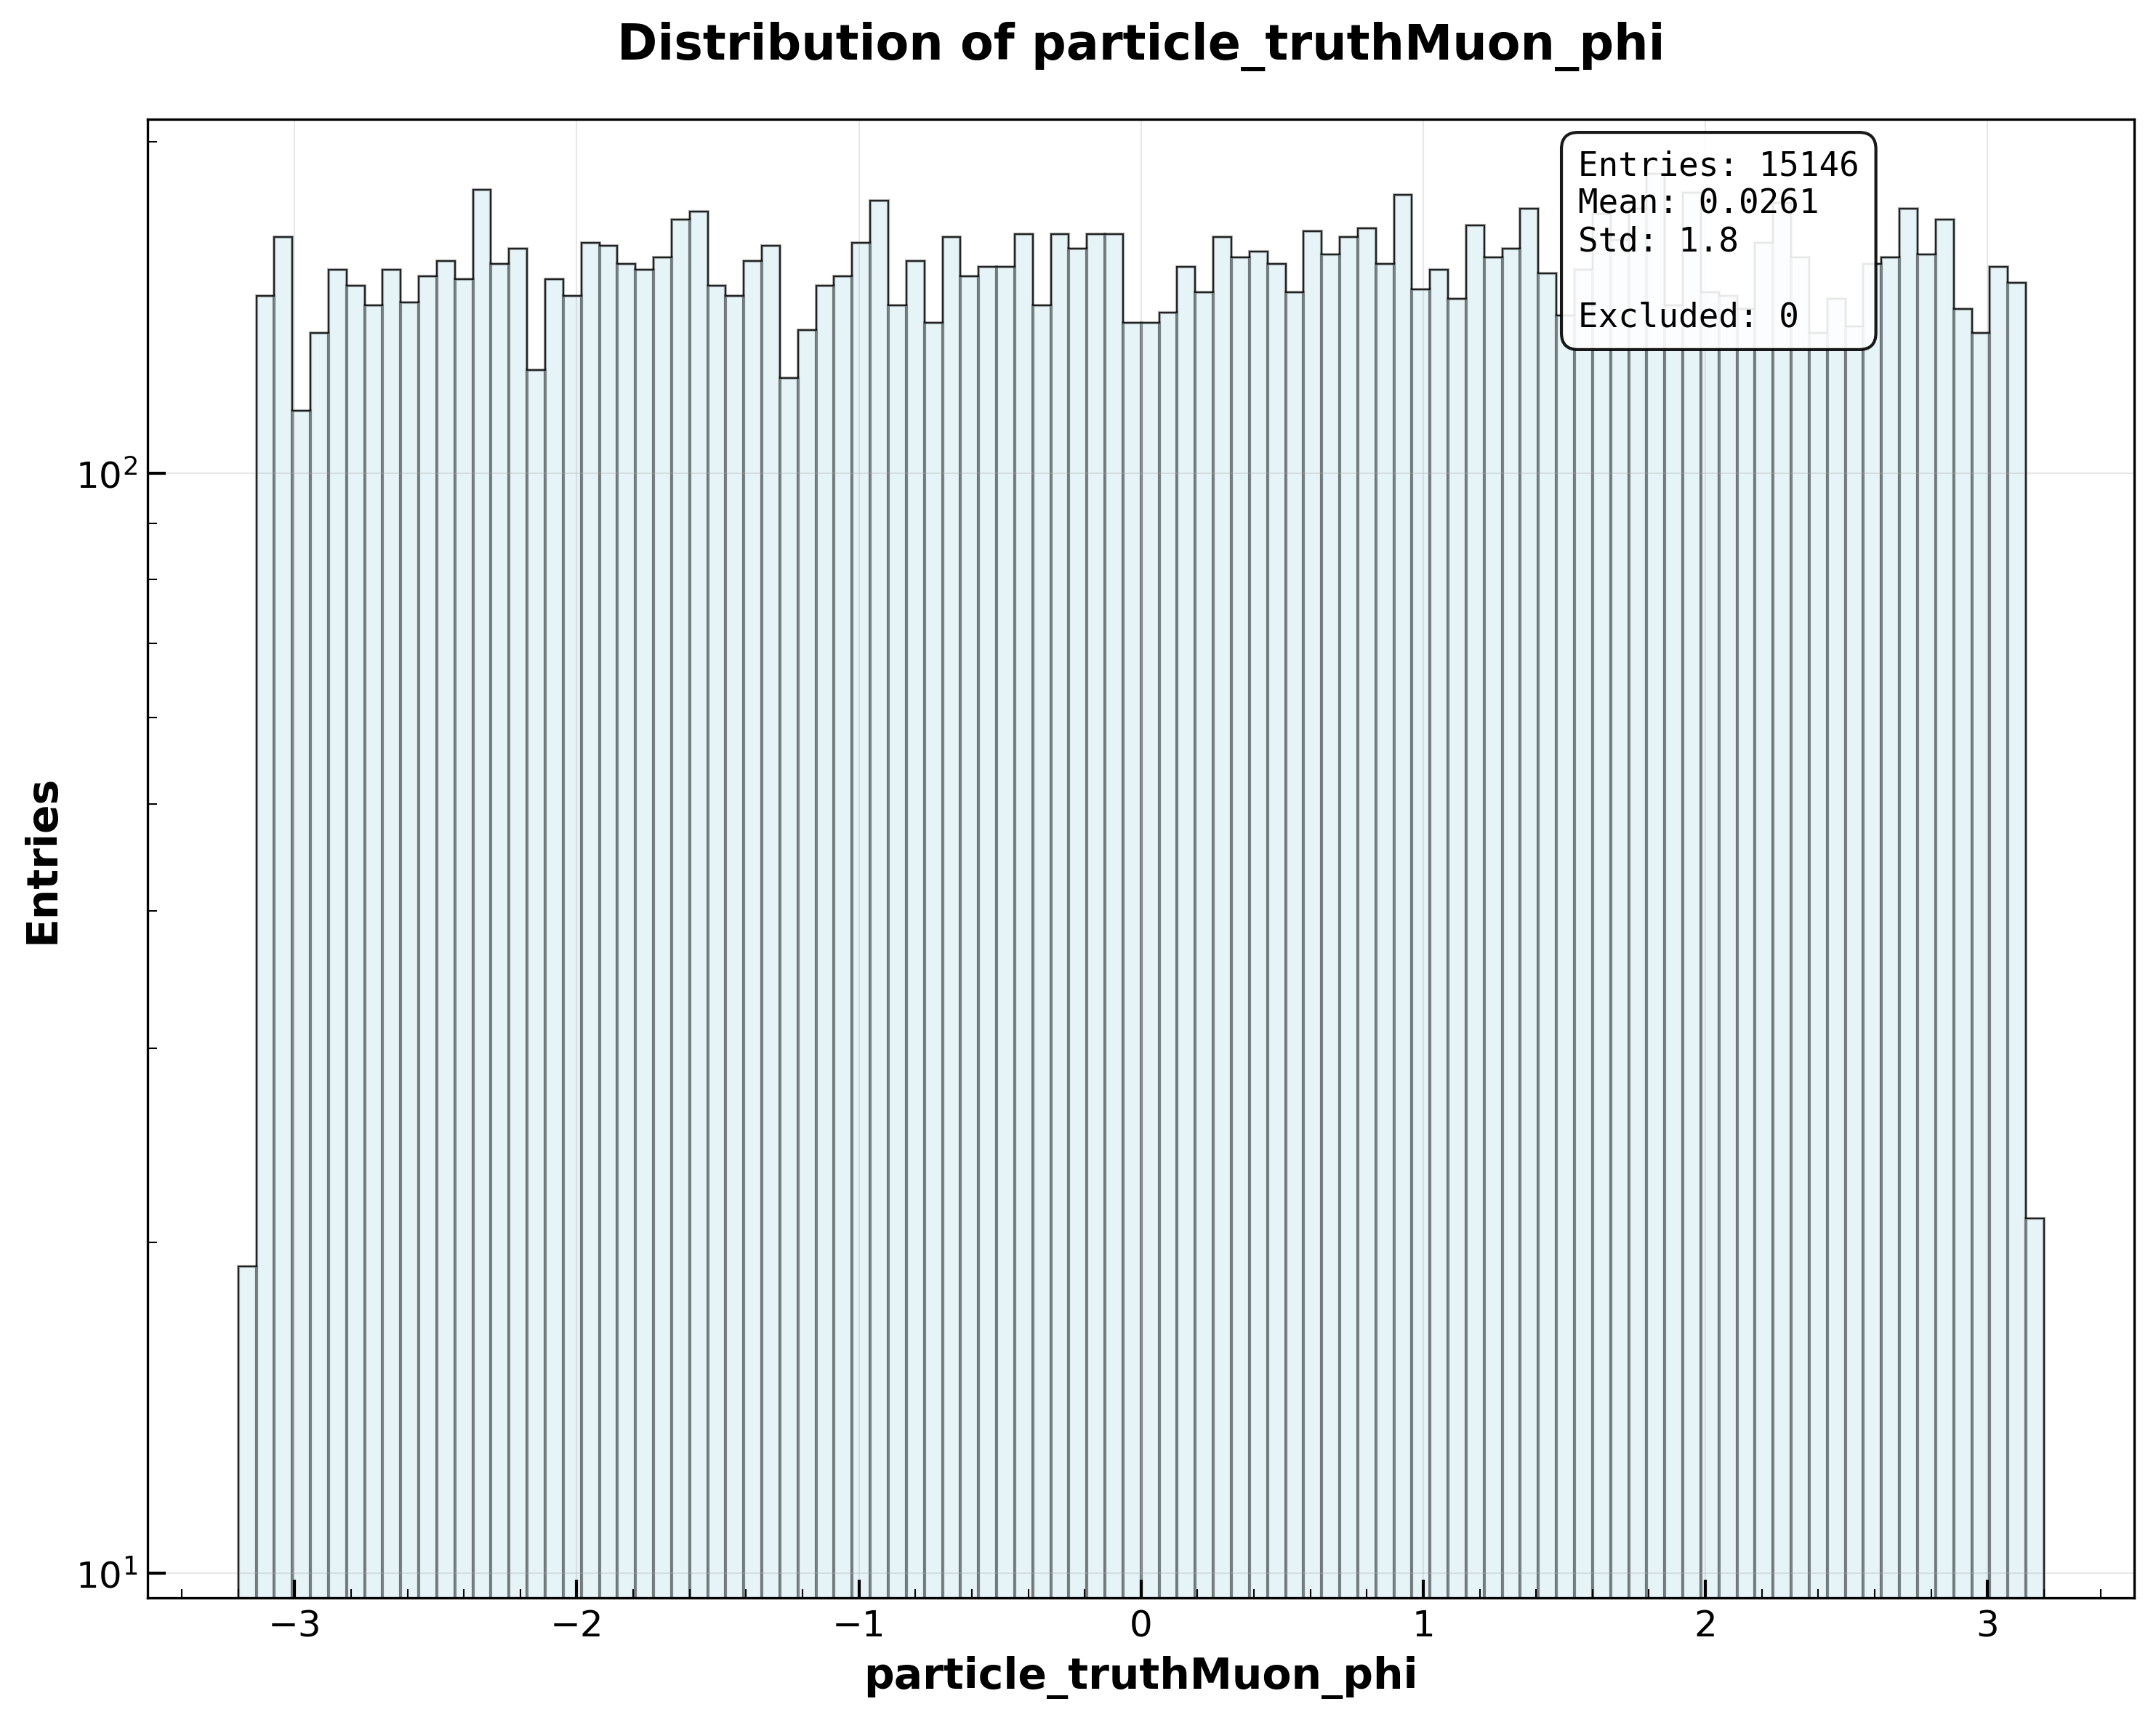 Distribution of particle_truthMuon_phi
Entries: 15146
Mean: 0.0261
Std: 1.8
Excluded: 0
10²
10¹
Entries
−3 −2 −1 0 1 2 3
particle_truthMuon_phi